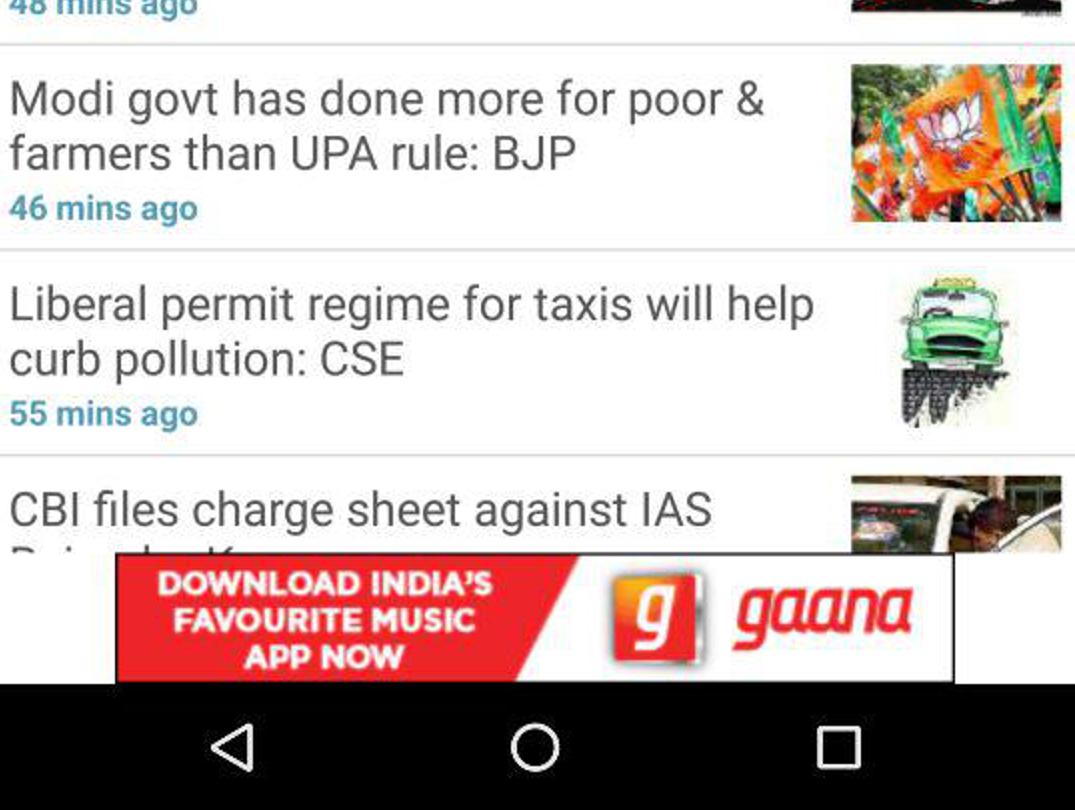 48 mins ago
Modi govt has done more for poor &
farmers than UPA rule: BJP
46 mins ago
Liberal permit regime for taxis will help
curb pollution: CSE
55 mins ago
CBI files charge sheet against IAS
DOWNLOAD INDIA'S
FAVOURITE MUSIC
APP NOW
g gaana